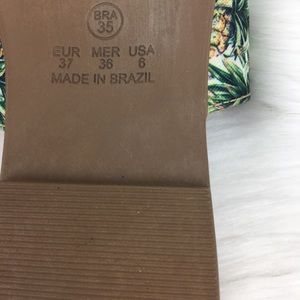 BRA
35
EUR MER USA
37 36 6
MADE IN BRAZIL